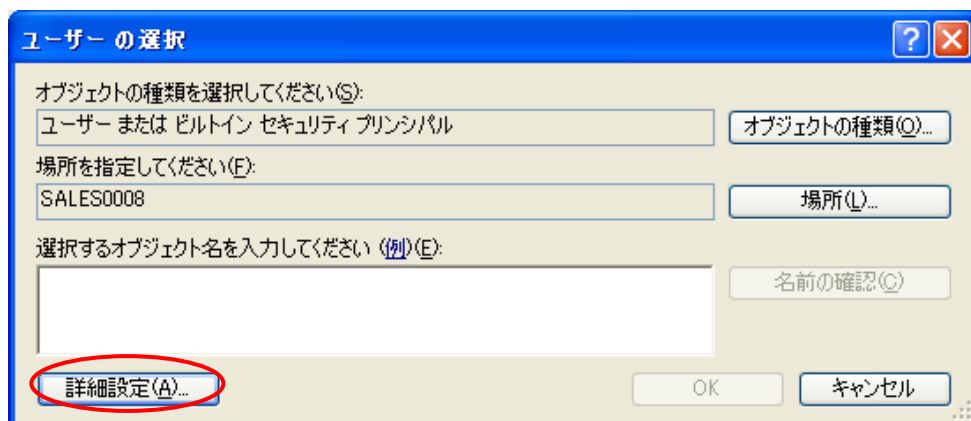 ユーザー の選択
オブジェクトの種類を選択してください(S):
ユーザー または ビルトイン セキュリティ プリンシパル
オブジェクトの種類(O)...
場所を指定してください(F):
SALES0008
場所(L)...
選択するオブジェクト名を入力してください (例)(E):
名前の確認(C)
詳細設定(A)...
OK
キャンセル